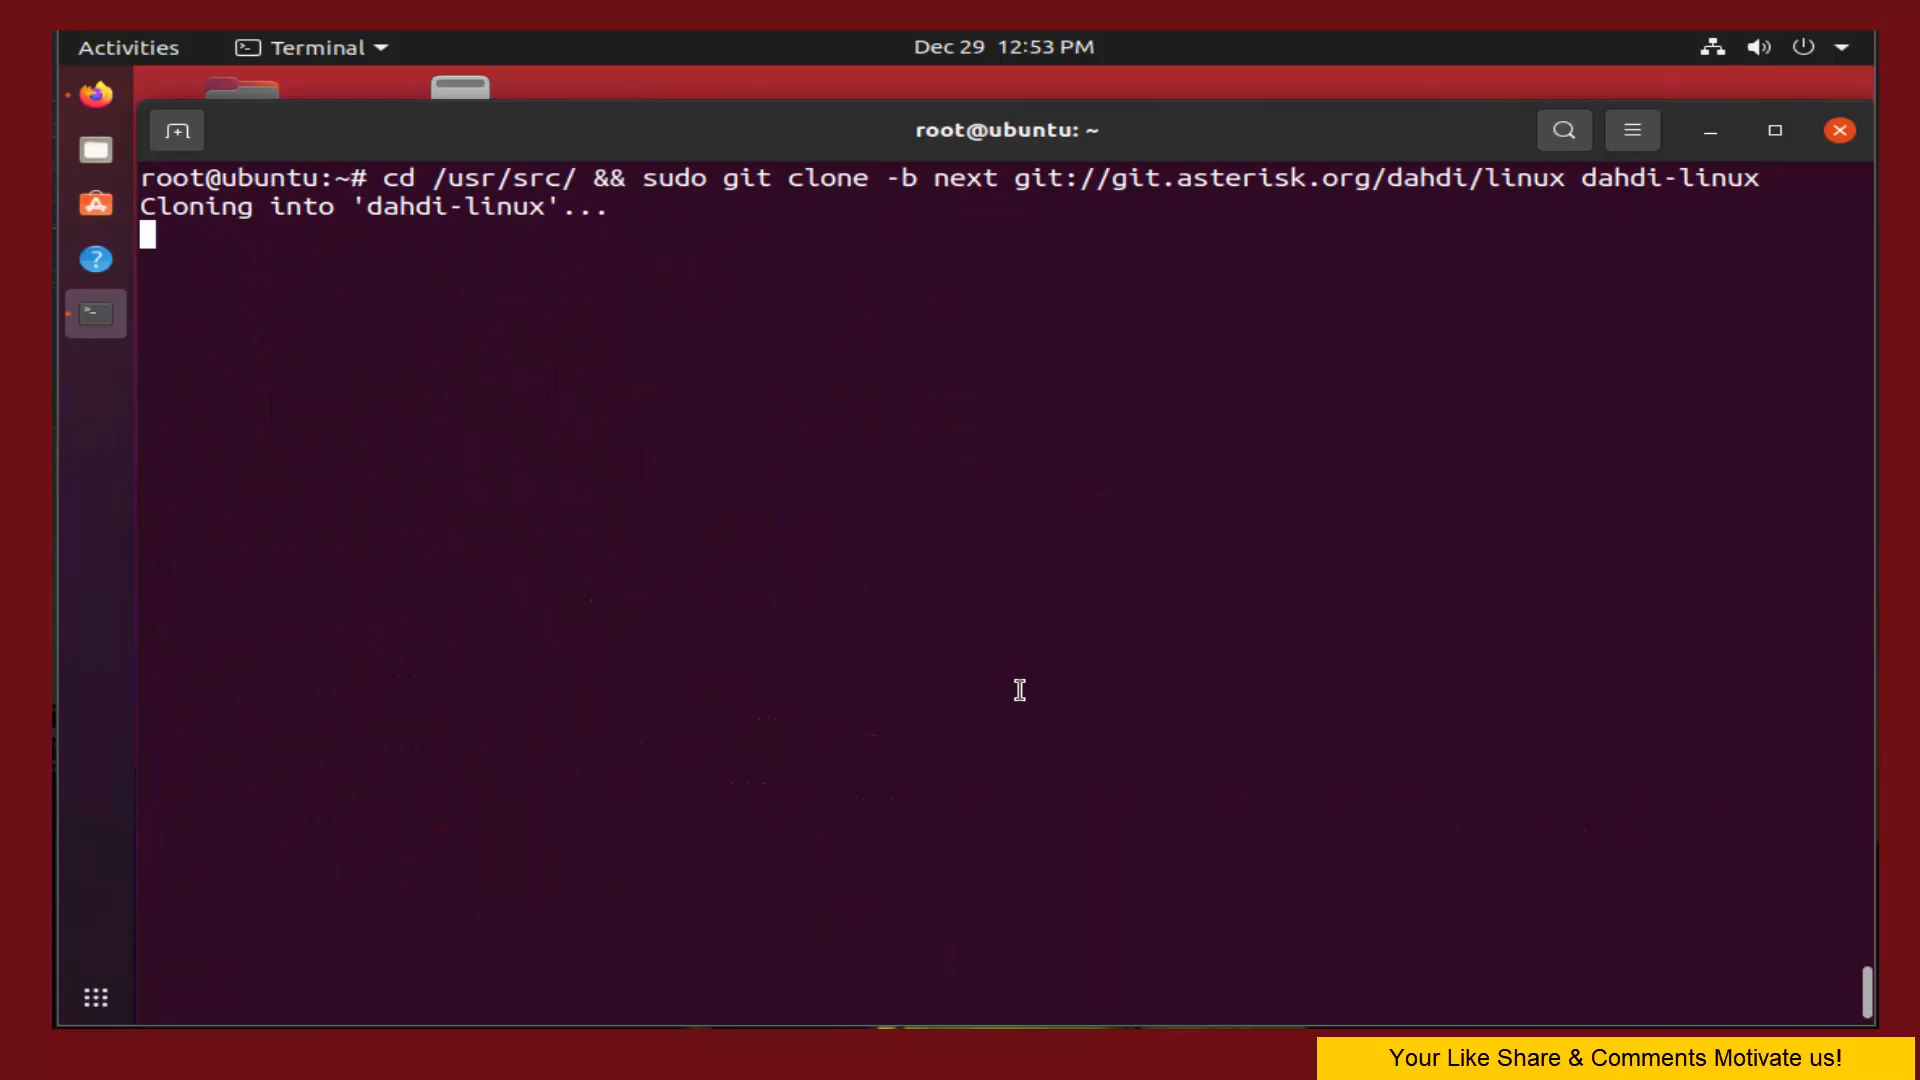 Activities Terminal Dec 29 12:53 PM
root@ubuntu: ~
root@ubuntu:~# cd /usr/src/ && sudo git clone -b next git://git.asterisk.org/dahdi/linux dahdi-linux
Cloning into 'dahdi-linux'...
Your Like Share & Comments Motivate us!